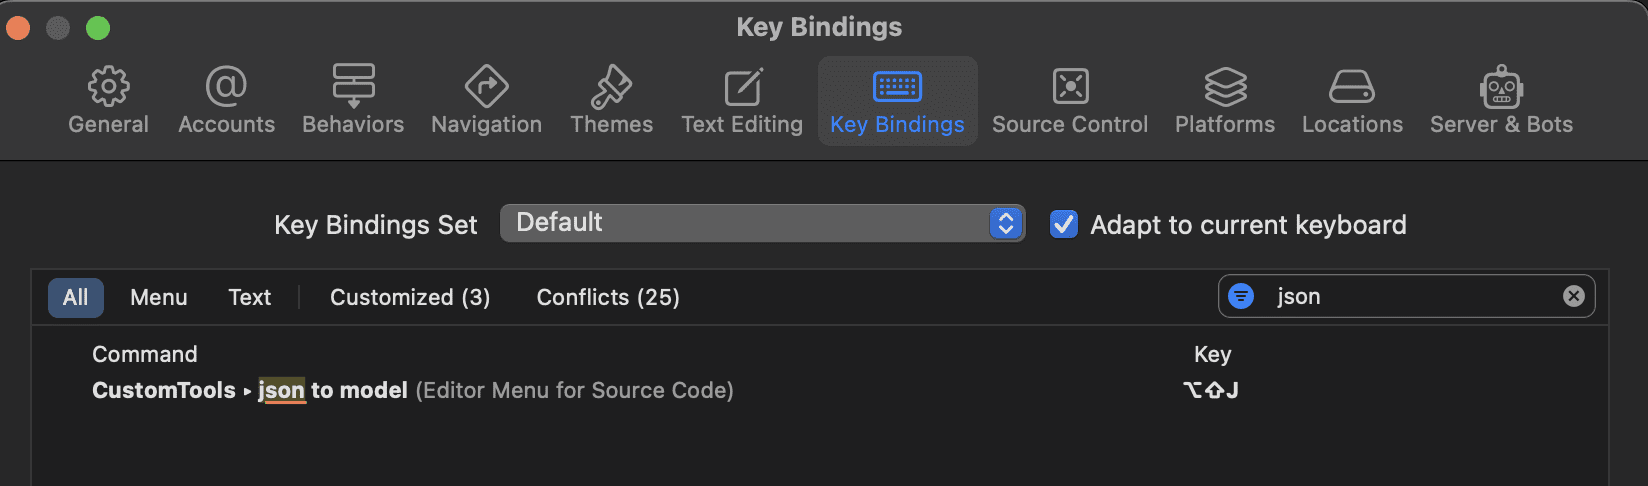 Key Bindings
General Accounts Behaviors Navigation Themes Text Editing Key Bindings Source Control Platforms Locations Server & Bots
Key Bindings Set Default Adapt to current keyboard
All Menu Text Customized (3) Conflicts (25) json
Command Key
CustomTools ▸ json to model (Editor Menu for Source Code) ⌥⇧J